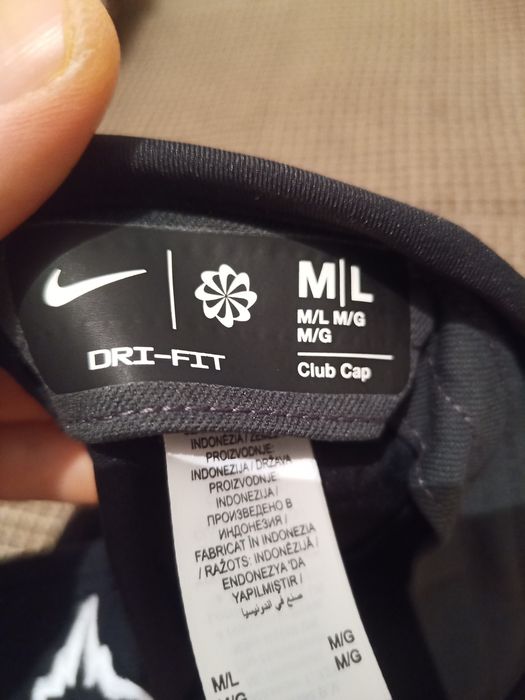 M|L
M/L M/G
M/G
DRI-FIT
Club Cap
INDONEZIJA / DRŽAVA
PROIZVODNJE:
INDONEZIJA /
ПРОИЗВЕДЕНО В
ИНДОНЕЗИЯ /
FABRICAT ÎN INDONEZIA
/ RAŽOTS: INDONĒZIJĀ /
ENDONEZYA'DA
YAPILMIŞTIR /
صنع في اندونيسيا
M/G
M/L M/G